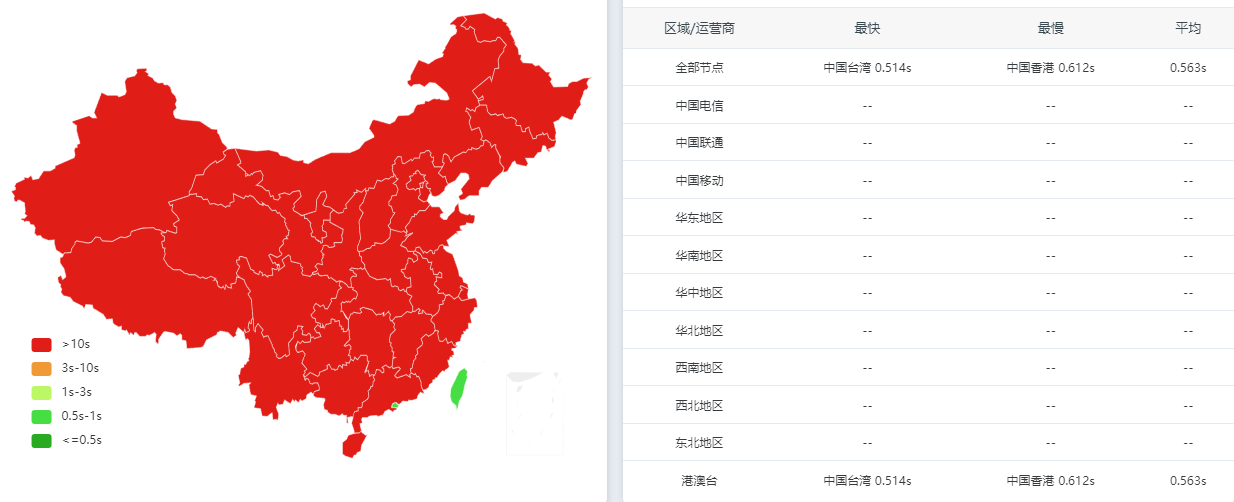 >10s
3s-10s
1s-3s
0.5s-1s
<=0.5s
区域/运营商 最快 最慢 平均
全部节点 中国台湾 0.514s 中国香港 0.612s 0.563s
中国电信 -- -- --
中国联通 -- -- --
中国移动 -- -- --
华东地区 -- -- --
华南地区 -- -- --
华中地区 -- -- --
华北地区 -- -- --
西南地区 -- -- --
西北地区 -- -- --
东北地区 -- -- --
港澳台 中国台湾 0.514s 中国香港 0.612s 0.563s